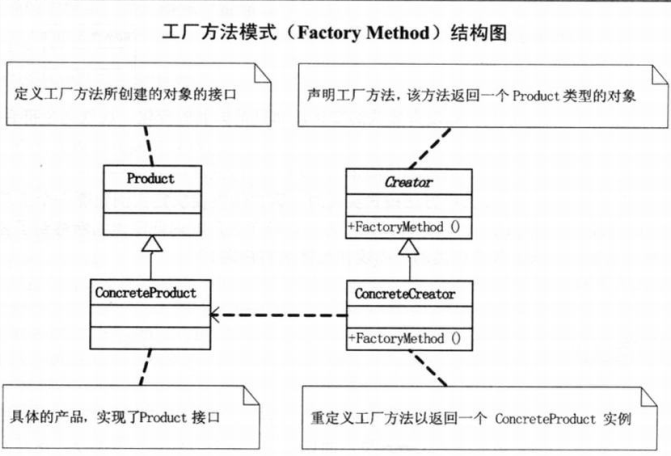 工厂方法模式（Factory Method）结构图
定义工厂方法所创建的对象的接口
声明工厂方法，该方法返回一个 Product 类型的对象
Product
Creator
+FactoryMethod ()
ConcreteProduct
ConcreteCreator
+FactoryMethod ()
具体的产品，实现了Product 接口
重定义工厂方法以返回一个 ConcreteProduct 实例